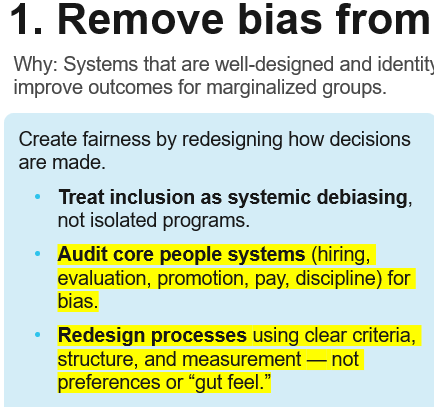 1. Remove bias from
Why: Systems that are well-designed and identity
improve outcomes for marginalized groups.
Create fairness by redesigning how decisions
are made.
• Treat inclusion as systemic debiasing,
not isolated programs.
• Audit core people systems (hiring,
evaluation, promotion, pay, discipline) for
bias.
• Redesign processes using clear criteria,
structure, and measurement — not
preferences or “gut feel.”